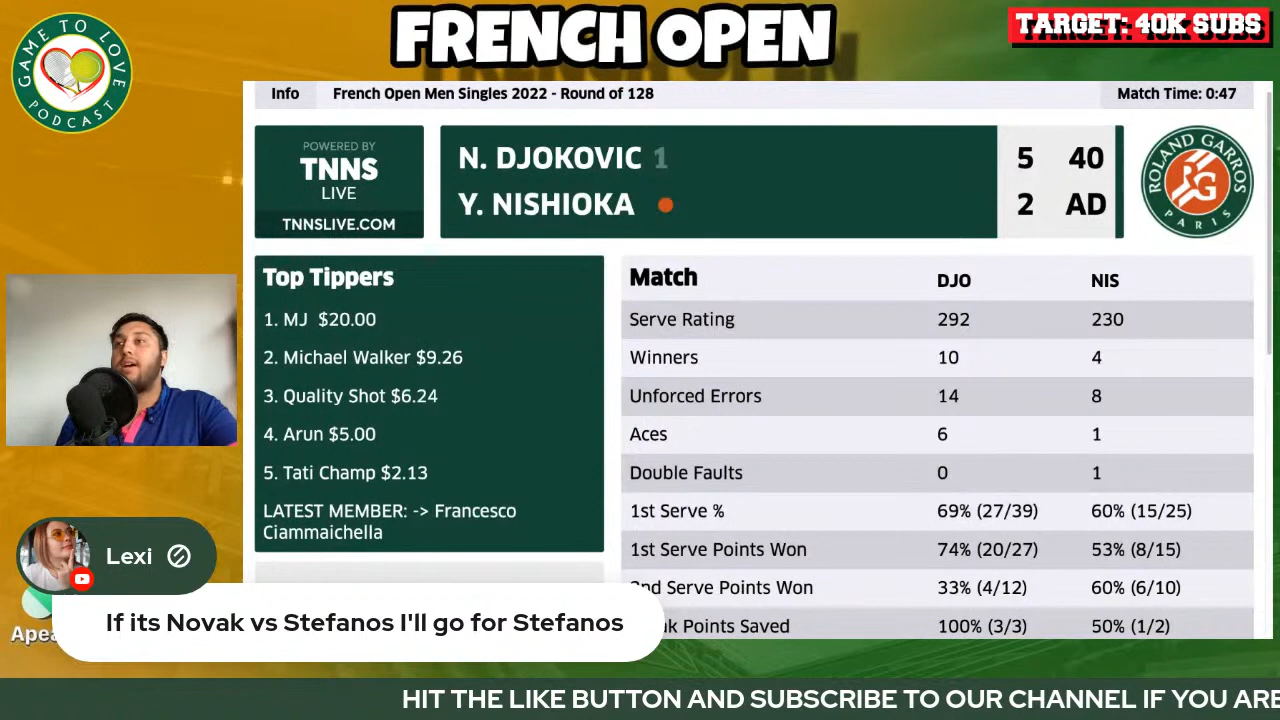 GAME TO LOVE
PODCAST
FRENCH OPEN
TARGET: 40K SUBS
Info
French Open Men Singles 2022 - Round of 128
Match Time: 0:47
POWERED BY
TNNS
LIVE
TNNSLIVE.COM
N. DJOKOVIC 1 5 40
Y. NISHIOKA 2 AD
ROLAND GARROS
RG
PARIS
Top Tippers
1. MJ $20.00
2. Michael Walker $9.26
3. Quality Shot $6.24
4. Arun $5.00
5. Tati Champ $2.13
LATEST MEMBER: -> Francesco
Ciammaichella
Match DJO NIS
Serve Rating 292 230
Winners 10 4
Unforced Errors 14 8
Aces 6 1
Double Faults 0 1
1st Serve % 69% (27/39) 60% (15/25)
1st Serve Points Won 74% (20/27) 53% (8/15)
Serve Points Won 33% (4/12) 60% (6/10)
Points Saved 100% (3/3) 50% (1/2)
Lexi
If its Novak vs Stefanos I'll go for Stefanos
HIT THE LIKE BUTTON AND SUBSCRIBE TO OUR CHANNEL IF YOU ARE